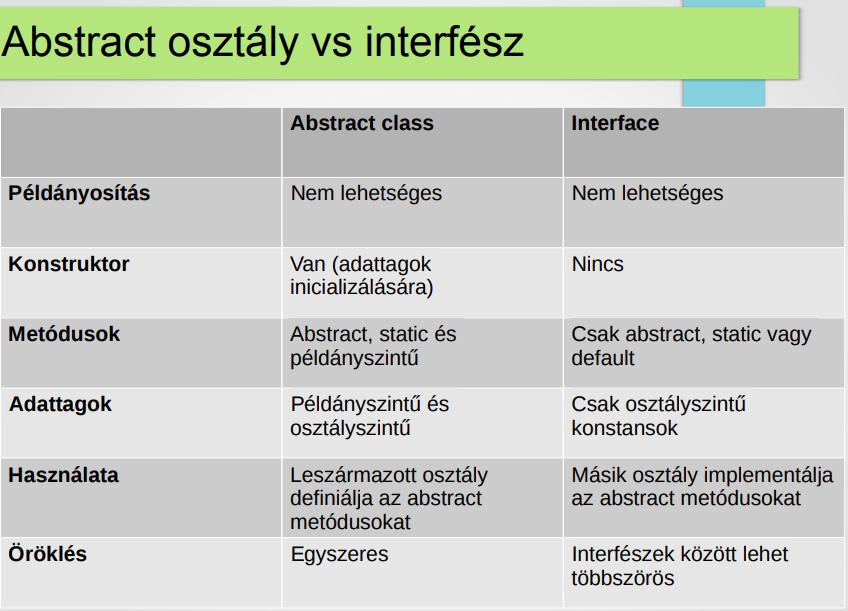 Abstract osztály vs interfész
Abstract class Interface
Példányosítás Nem lehetséges Nem lehetséges
Konstruktor Van (adattagok Nincs
inicializálására)
Metódusok Abstract, static és Csak abstract, static vagy
példányszintű default
Adattagok Példányszintű és Csak osztályszintű
osztályszintű konstansok
Használata Leszármazott osztály Másik osztály implementálja
definiálja az abstract az abstract metódusokat
metódusokat
Öröklés Egyszeres Interfészek között lehet
többszörös